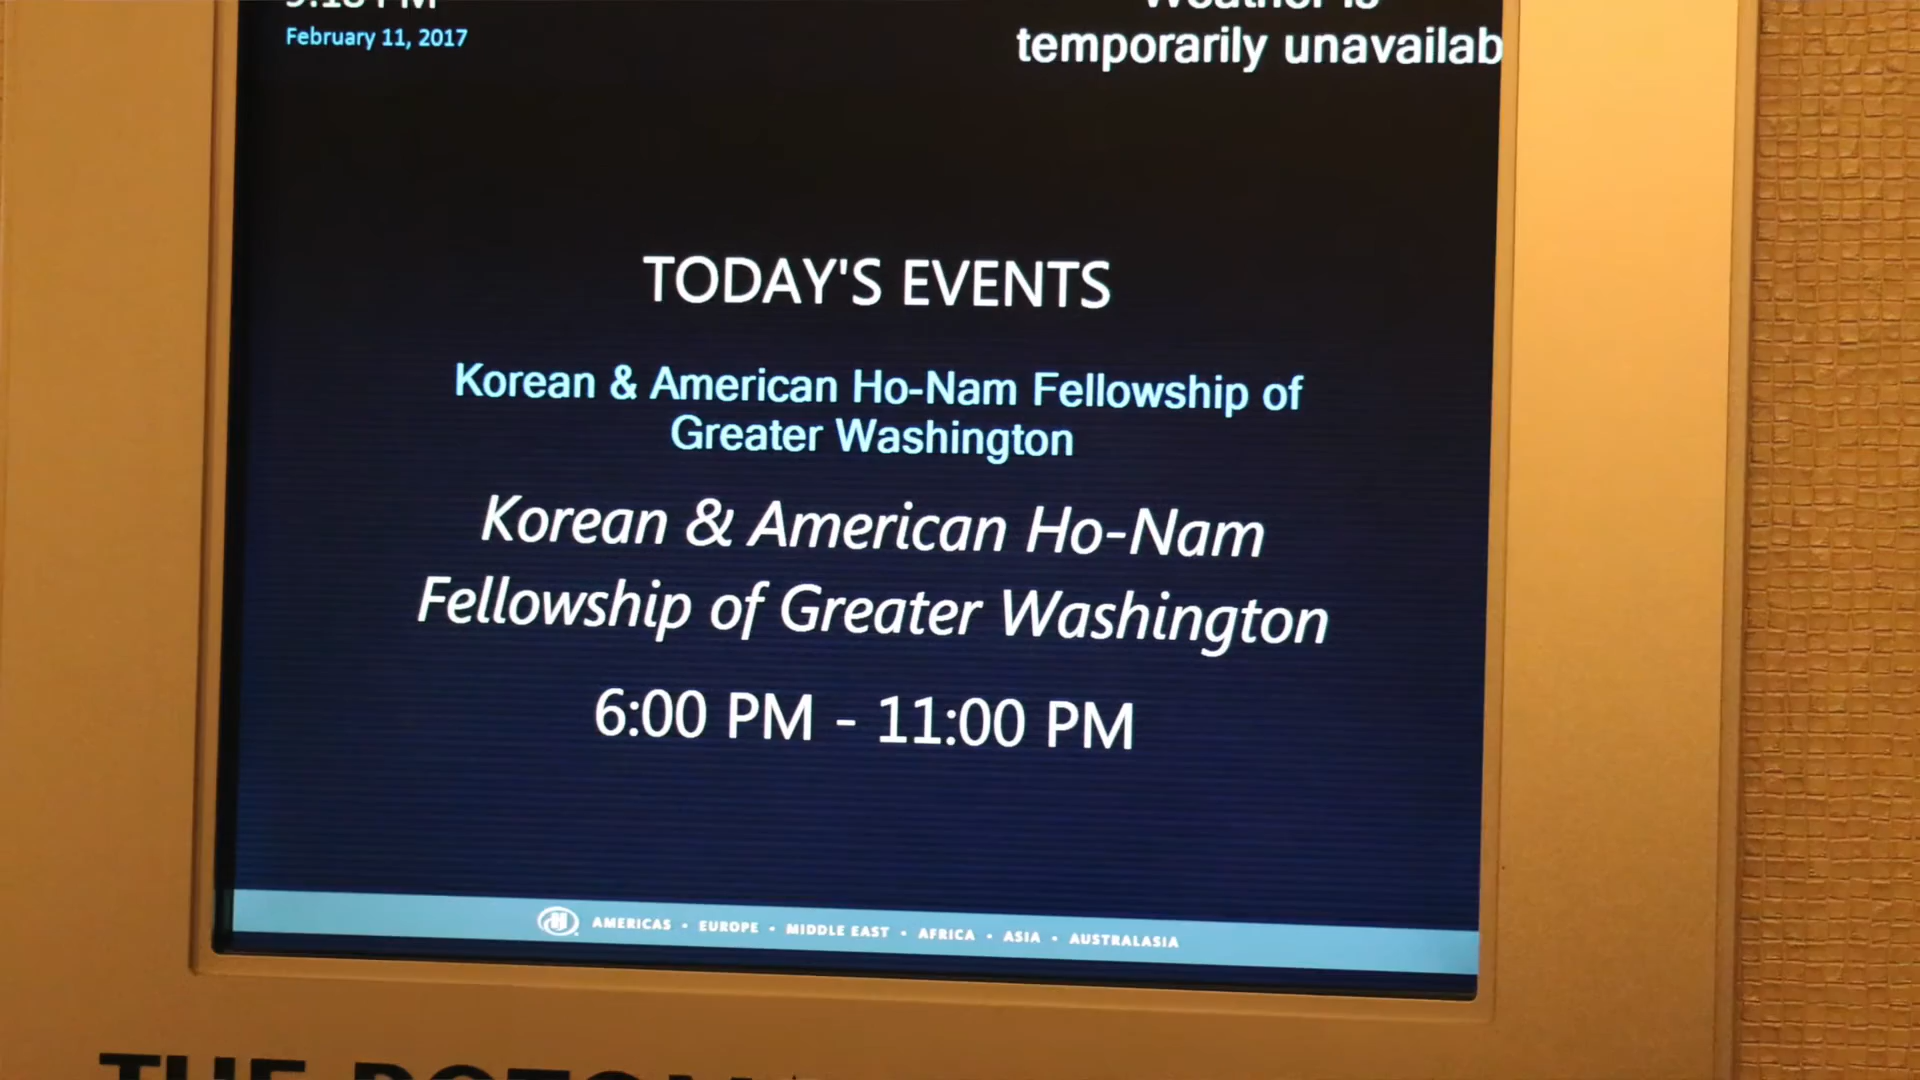 February 11, 2017
temporarily unavailab
TODAY'S EVENTS
Korean & American Ho-Nam Fellowship of
Greater Washington
Korean & American Ho-Nam
Fellowship of Greater Washington
6:00 PM - 11:00 PM
AMERICAS • EUROPE • MIDDLE EAST • AFRICA • ASIA • AUSTRALASIA
THE